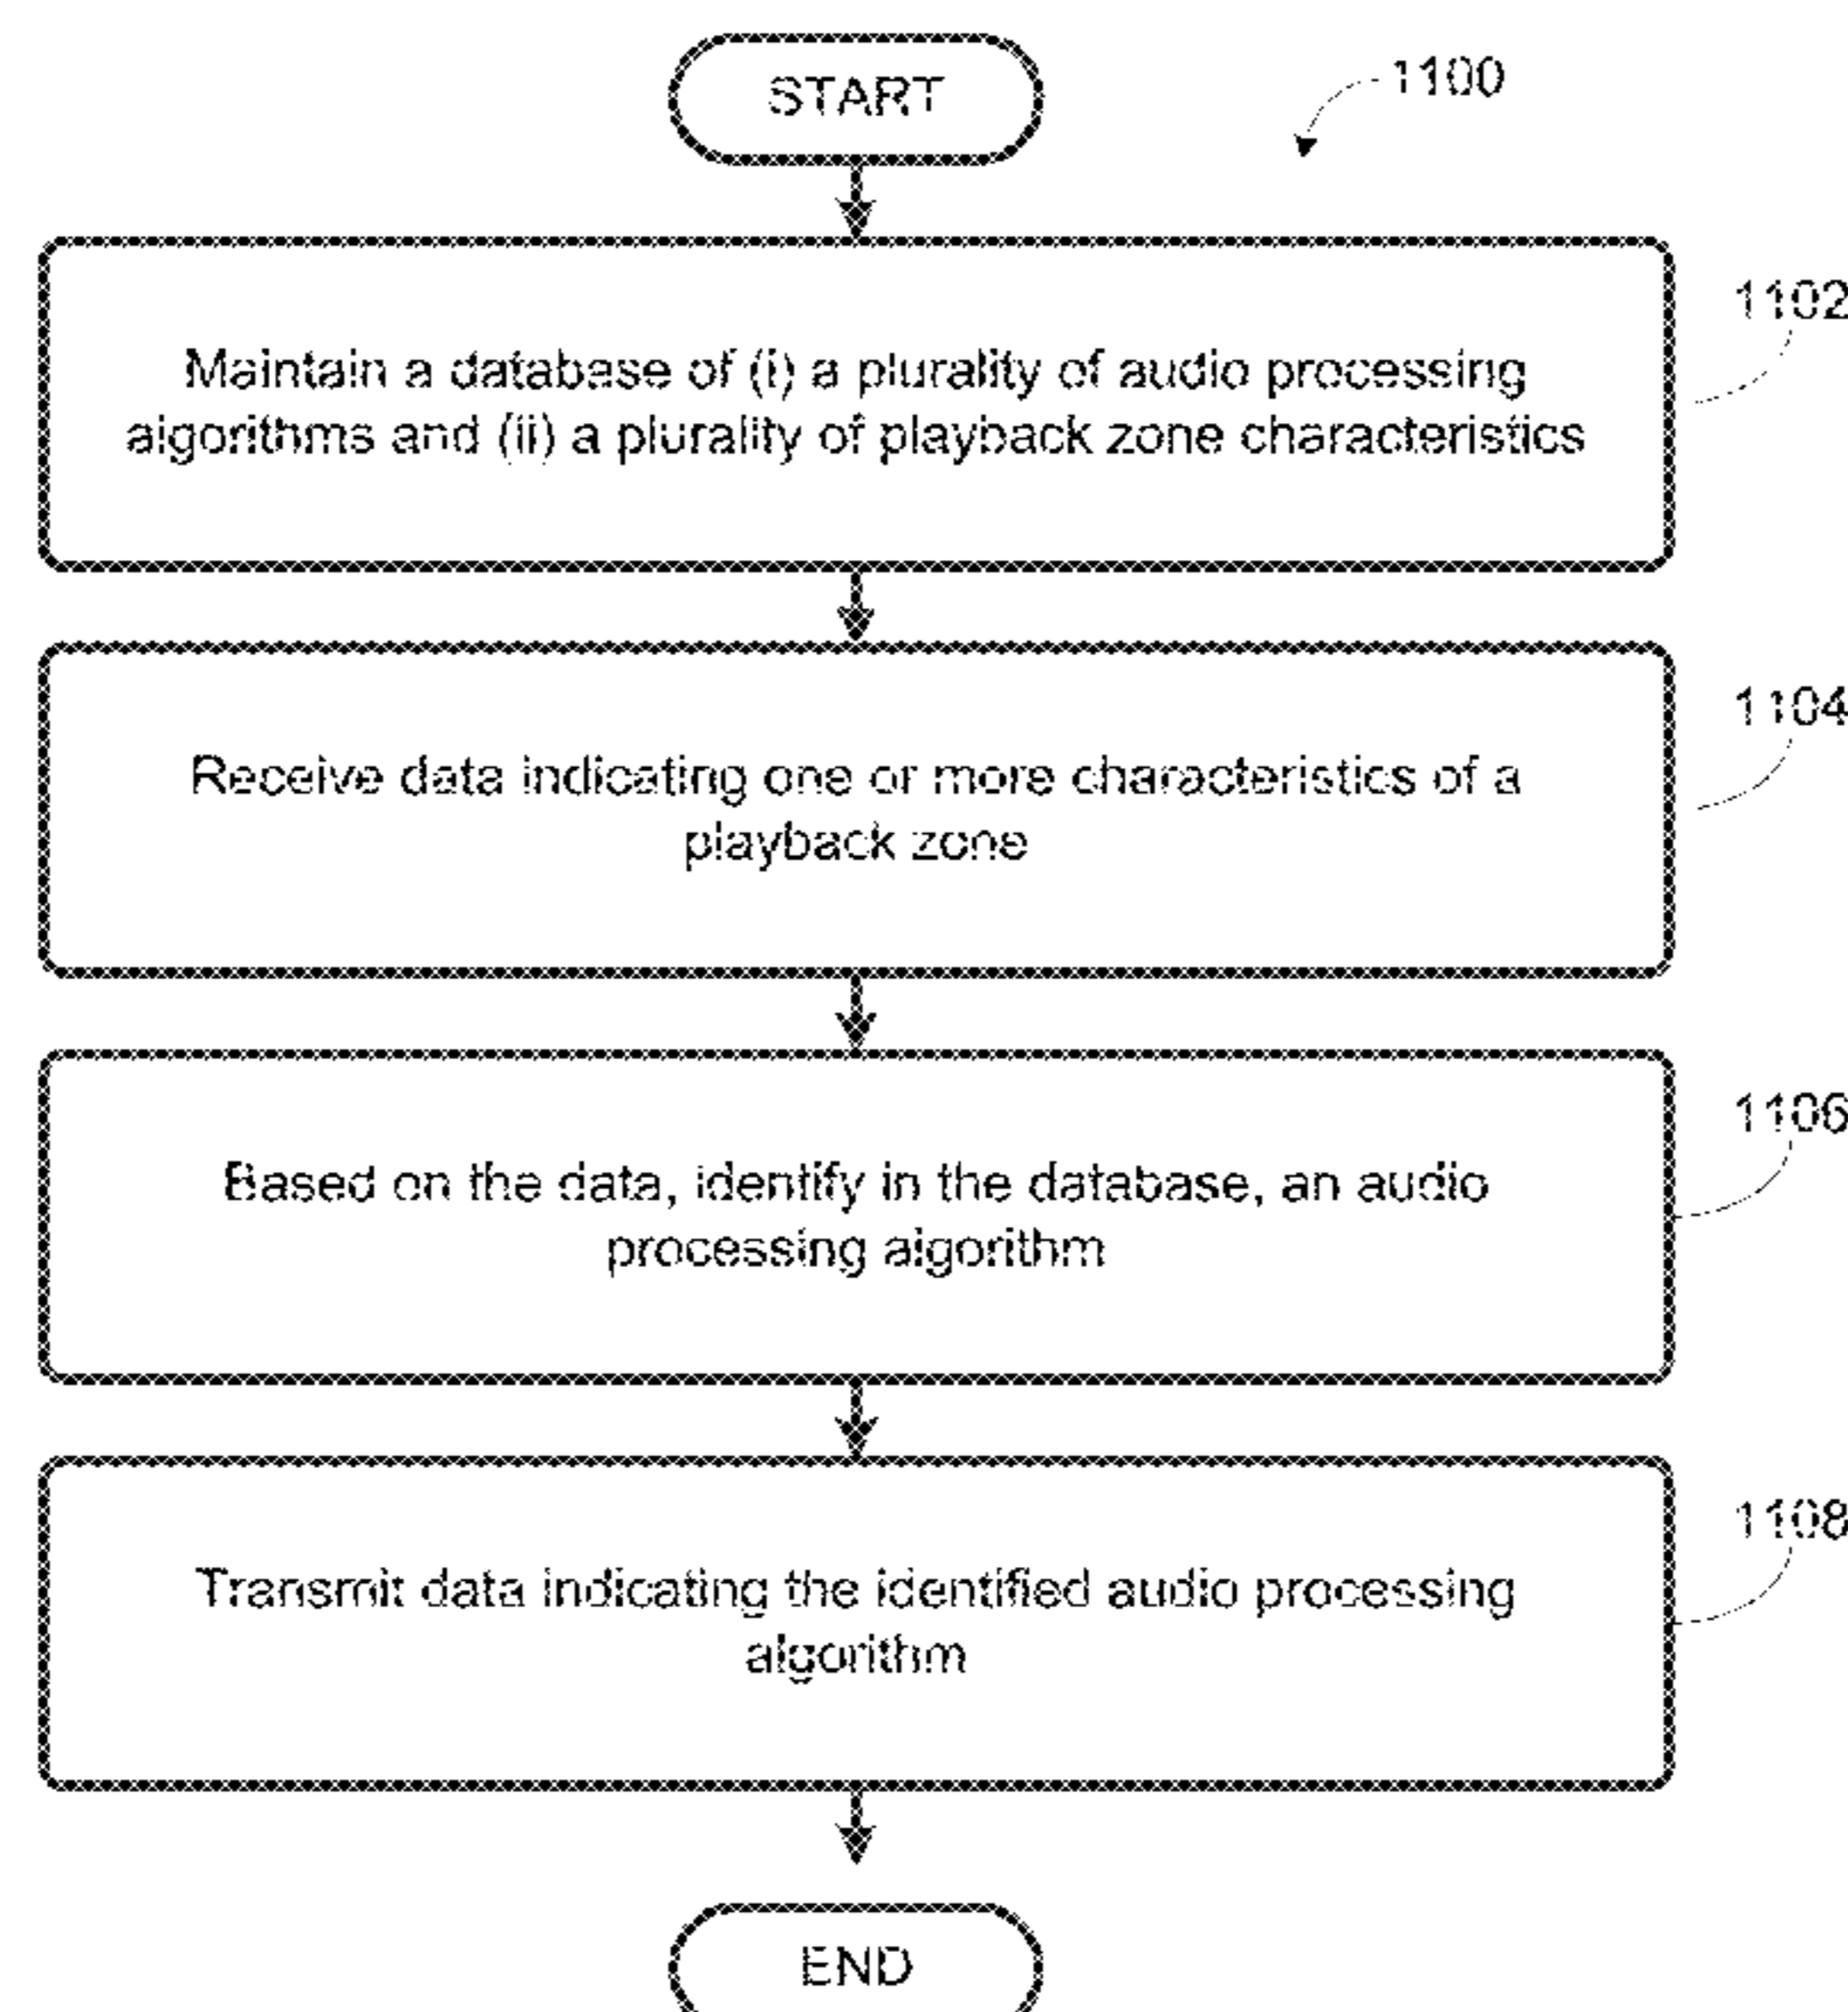 START
1100
1102
Maintain a database of (i) a plurality of audio processing
algorithms and (ii) a plurality of playback zone characteristics
1104
Receive data indicating one or more characteristics of a
playback zone
1106
Based on the data, identify in the database, an audio
processing algorithm
1108
Transmit data indicating the identified audio processing
algorithm
END